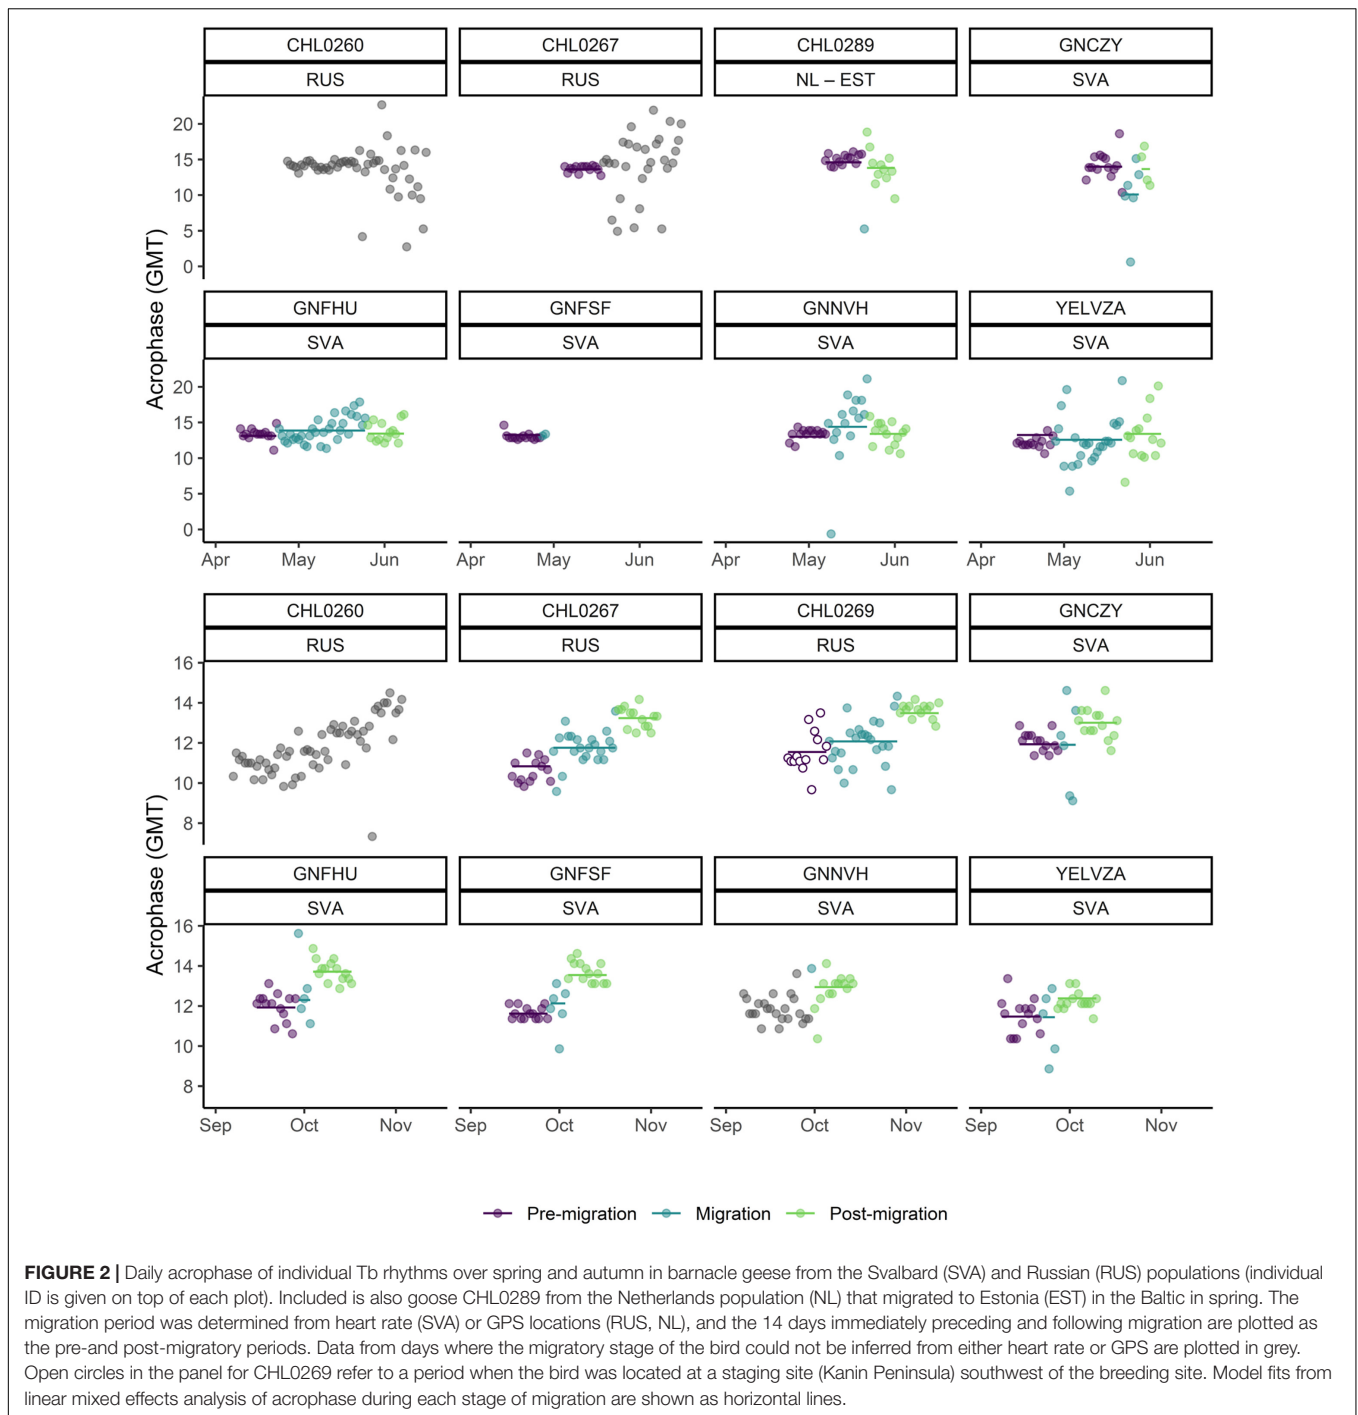 CHL0260 CHL0267 CHL0289 GNCZY
RUS RUS NL – EST SVA
20
15
10
5
0
GNFHU GNFSF GNNVH YELVZA
SVA SVA SVA SVA
Acrophase (GMT)
20
15
10
5
0
Apr May Jun Apr May Jun Apr May Jun Apr May Jun
CHL0260 CHL0267 CHL0269 GNCZY
RUS RUS RUS SVA
16
14
12
10
8
GNFHU GNFSF GNNVH YELVZA
SVA SVA SVA SVA
Acrophase (GMT)
16
14
12
10
8
Sep Oct Nov Sep Oct Nov Sep Oct Nov Sep Oct Nov
Pre-migration Migration Post-migration
FIGURE 2 | Daily acrophase of individual Tb rhythms over spring and autumn in barnacle geese from the Svalbard (SVA) and Russian (RUS) populations (individual
ID is given on top of each plot). Included is also goose CHL0289 from the Netherlands population (NL) that migrated to Estonia (EST) in the Baltic in spring. The
migration period was determined from heart rate (SVA) or GPS locations (RUS, NL), and the 14 days immediately preceding and following migration are plotted as
the pre-and post-migratory periods. Data from days where the migratory stage of the bird could not be inferred from either heart rate or GPS are plotted in grey.
Open circles in the panel for CHL0269 refer to a period when the bird was located at a staging site (Kanin Peninsula) southwest of the breeding site. Model fits from
linear mixed effects analysis of acrophase during each stage of migration are shown as horizontal lines.